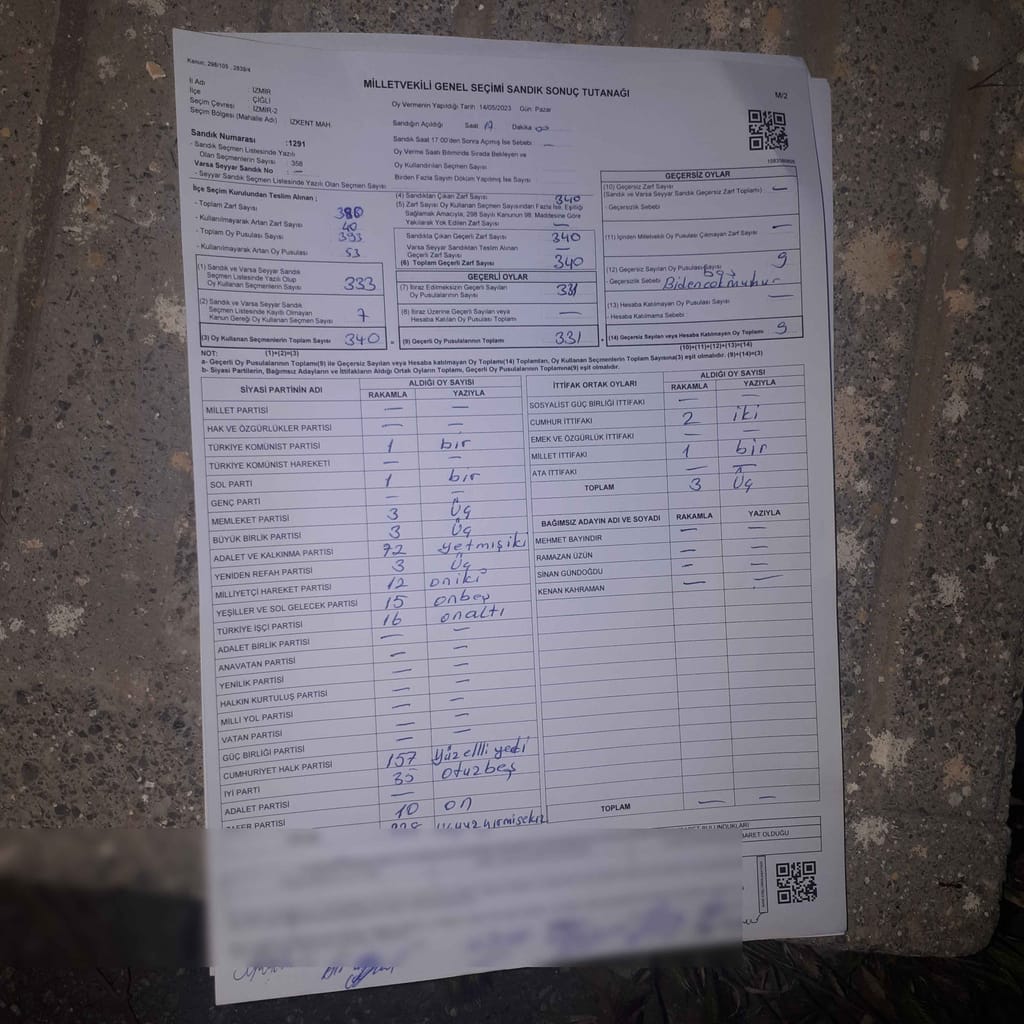 Kanun: 298/105 , 2839/4
MİLLETVEKİLİ GENEL SEÇİMİ SANDIK SONUÇ TUTANAĞI
M/2
İl Adı : İZMİR
İlçe : ÇİĞLİ
Seçim Çevresi : İZMİR-2
Seçim Bölgesi (Mahalle Adı) IZKENT MAH.
Oy Vermenin Yapıldığı Tarih 14/05/2023 Gün: Pazar
Sandığın Açıldığı Saat Dakika
Sandık Saat 17:00'den Sonra Açılmış İse Sebebi —
Oy Verme Saati Bitiminde Sırada Bekleyen ve
Oy Kullandırılan Seçmen Sayısı
Birden Fazla Sayım Döküm Yapılmış İse Sayısı
Sandık Numarası : 1291
- Sandık Seçmen Listesinde Yazılı
Olan Seçmenlerin Sayısı : 358
Varsa Seyyar Sandık No : —
- Seyyar Sandık Seçmen Listesinde Yazılı Olan Seçmen Sayısı
İlçe Seçim Kurulundan Teslim Alınan ;
- Toplam Zarf Sayısı 380
- Kullanılmayarak Artan Zarf Sayısı 40
- Toplam Oy Pusulası Sayısı 393
- Kullanılmayarak Artan Oy Pusulası 53
(1) Sandık ve Varsa Seyyar Sandık
Seçmen Listesinde Yazılı Olup
Oy Kullanan Seçmenlerin Sayısı 333
(2) Sandık ve Varsa Seyyar Sandık
Seçmen Listesinde Kayıtlı Olmayan
Kanun Gereği Oy Kullanan Seçmen Sayısı 7
(3) Oy Kullanan Seçmenlerin Toplam Sayısı 340
(1)+(2)=(3)
(4) Sandıktan Çıkan Zarf Sayısı 340
(5) Zarf Sayısı Oy Kullanan Seçmen Sayısından Fazla İse, Eşitliği
Sağlamak Amacıyla, 298 Sayılı Kanunun 98. Maddesine Göre
Yakılarak Yok Edilen Zarf Sayısı —
Sandıkta Çıkan Geçerli Zarf Sayısı 340
Varsa Seyyar Sandıktan Teslim Alınan
Geçerli Zarf Sayısı —
(6) Toplam Geçerli Zarf Sayısı 340
GEÇERLİ OYLAR
(7) İtiraz Edilmeksizin Geçerli Sayılan
Oy Pusulalarının Sayısı 331
(8) İtiraz Üzerine Geçerli Sayılan veya
Hesaba Katılan Oy Pusulası Toplamı —
(9) Geçerli Oy Pusulalarının Toplamı 331
GEÇERSİZ OYLAR
(10) Geçersiz Zarf Sayısı
(Sandık ve Varsa Seyyar Sandık Geçersiz Zarf Toplamı) : —
- Geçersizlik Sebebi
(11) İçinden Milletvekili Oy Pusulası Çıkmayan Zarf Sayısı —
(12) Geçersiz Sayılan Oy Pusulası Sayısı 9
- Geçersizlik Sebebi Birden çok mühür
(13) Hesaba Katılmayan Oy Pusulası Sayısı —
- Hesaba Katılmama Sebebi
(14) Geçersiz Sayılan veya Hesaba Katılmayan Oy Toplamı 9
(10)+(11)+(12)+(13)=(14)
NOT:
a- Geçerli Oy Pusulalarının Toplamı(9) ile Geçersiz Sayılan veya Hesaba Katılmayan Oy Toplamı(14) Toplamları, Oy Kullanan Seçmenlerin Toplam Sayısına(3) eşit olmalıdır. (9)+(14)=(3)
b- Siyasi Partilerin, Bağımsız Adayların ve İttifakların Aldığı Ortak Oyların Toplamı, Geçerli Oy Pusulalarının Toplamına(9) eşit olmalıdır.
SİYASİ PARTİNİN ADI ALDIĞI OY SAYISI
RAKAMLA YAZIYLA
MİLLET PARTİSİ — —
HAK VE ÖZGÜRLÜKLER PARTİSİ — —
TÜRKİYE KOMÜNİST PARTİSİ 1 bir
TÜRKİYE KOMÜNİST HAREKETİ — —
SOL PARTİ 1 bir
GENÇ PARTİ — —
MEMLEKET PARTİSİ 3 Üç
BÜYÜK BİRLİK PARTİSİ 3 Üç
ADALET VE KALKINMA PARTİSİ 72 yetmişiki
YENİDEN REFAH PARTİSİ 3 Üç
MİLLİYETÇİ HAREKET PARTİSİ 12 oniki
YEŞİLLER VE SOL GELECEK PARTİSİ 15 onbeş
TÜRKİYE İŞÇİ PARTİSİ 16 onaltı
ADALET BİRLİK PARTİSİ — —
ANAVATAN PARTİSİ — —
YENİLİK PARTİSİ — —
HALKIN KURTULUŞ PARTİSİ — —
MİLLİ YOL PARTİSİ — —
VATAN PARTİSİ — —
GÜÇ BİRLİĞİ PARTİSİ — —
CUMHURİYET HALK PARTİSİ 157 Yüzelli yedi
İYİ PARTİ 35 otuzbeş
ADALET PARTİSİ —
ZAFER PARTİSİ 10 on
İTTİFAK ORTAK OYLARI ALDIĞI OY SAYISI
RAKAMLA YAZIYLA
SOSYALİST GÜÇ BİRLİĞİ İTTİFAKI — —
CUMHUR İTTİFAKI 2 iki
EMEK VE ÖZGÜRLÜK İTTİFAKI — —
MİLLET İTTİFAKI 1 bir
ATA İTTİFAKI — —
TOPLAM 3 Üç
BAĞIMSIZ ADAYIN ADI VE SOYADI RAKAMLA YAZIYLA
MEHMET BAYINDIR — —
RAMAZAN ÜZÜN — —
SİNAN GÜNDOĞDU — —
KENAN KAHRAMAN — —
TOPLAM — —